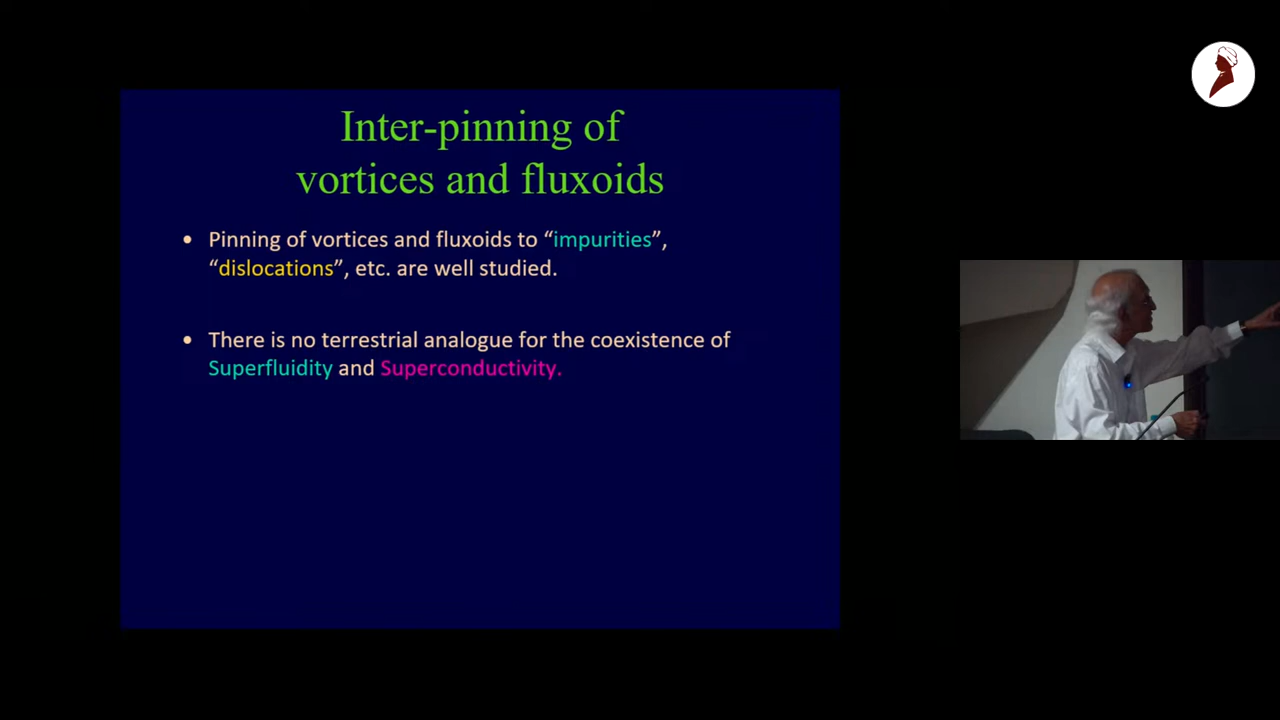 Inter-pinning of
vortices and fluxoids
• Pinning of vortices and fluxoids to “impurities”,
“dislocations”, etc. are well studied.
• There is no terrestrial analogue for the coexistence of
Superfluidity and Superconductivity.